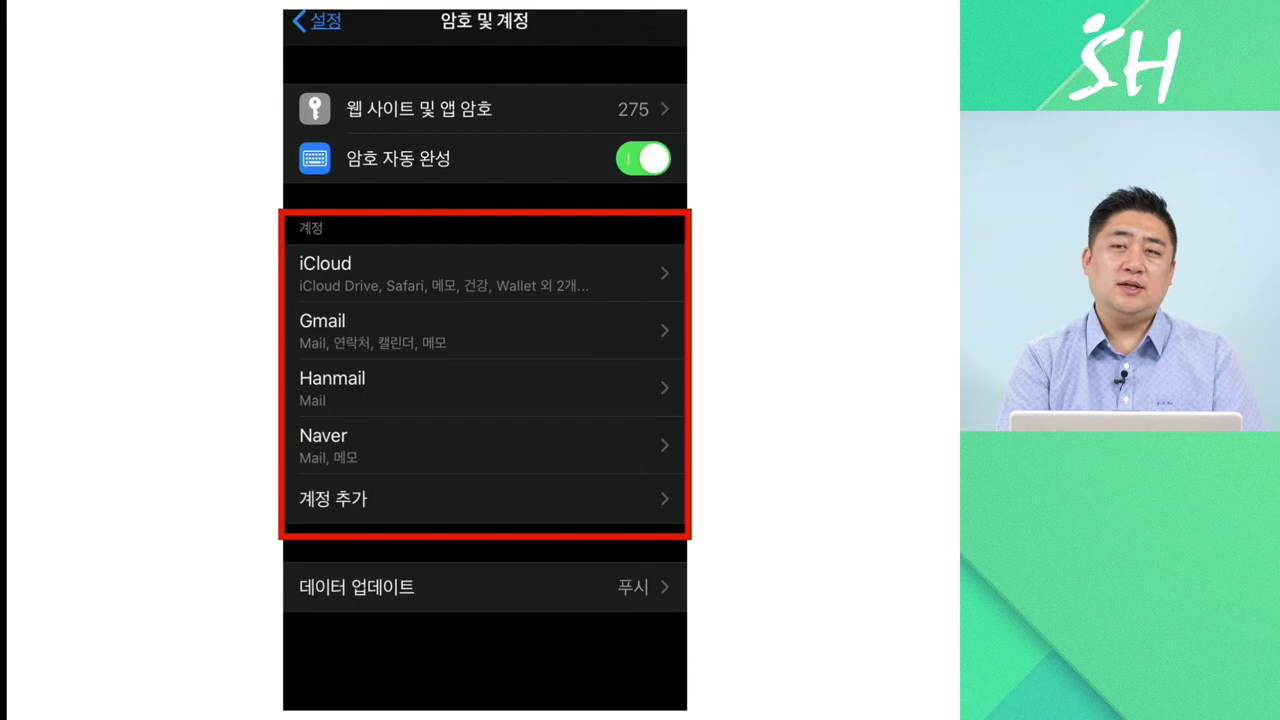 설정
암호 및 계정
웹 사이트 및 앱 암호 275
암호 자동 완성
계정
iCloud
iCloud Drive, Safari, 메모, 건강, Wallet 외 2개...
Gmail
Mail, 연락처, 캘린더, 메모
Hanmail
Mail
Naver
Mail, 메모
계정 추가
데이터 업데이트 푸시
SH